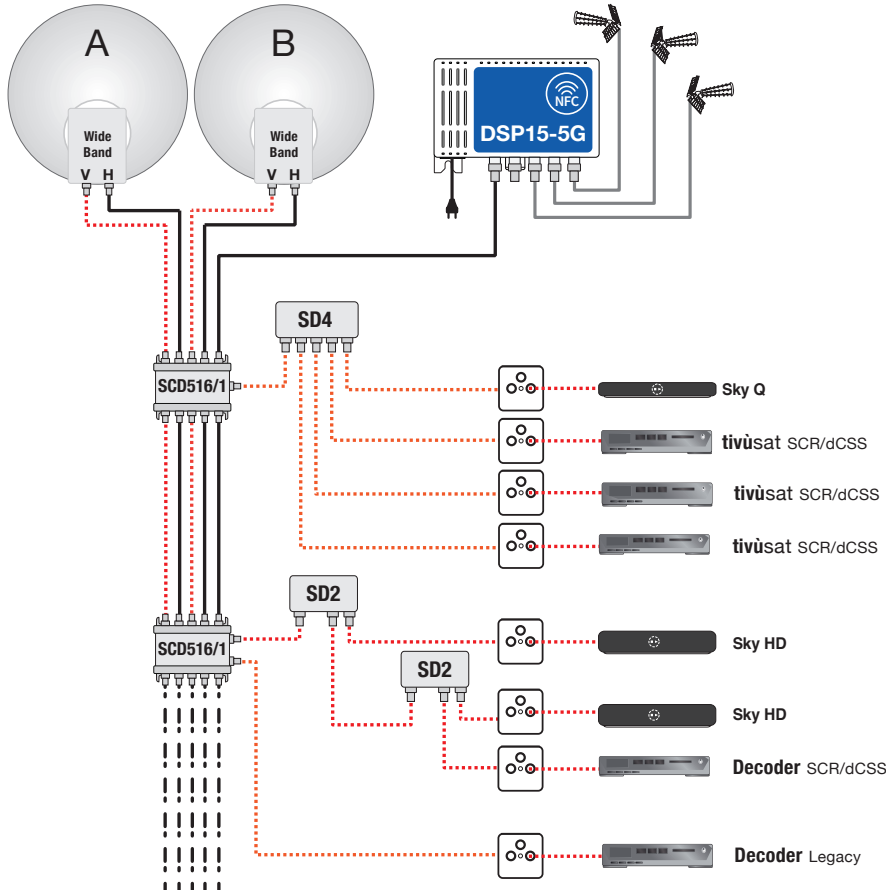 A
B
Wide
Band
V H
Wide
Band
V H
NFC
DSP15-5G
SD4
SCD516/1
Sky Q
tivùsat SCR/dCSS
tivùsat SCR/dCSS
tivùsat SCR/dCSS
SD2
SCD516/1
Sky HD
SD2
Sky HD
Decoder SCR/dCSS
Decoder Legacy